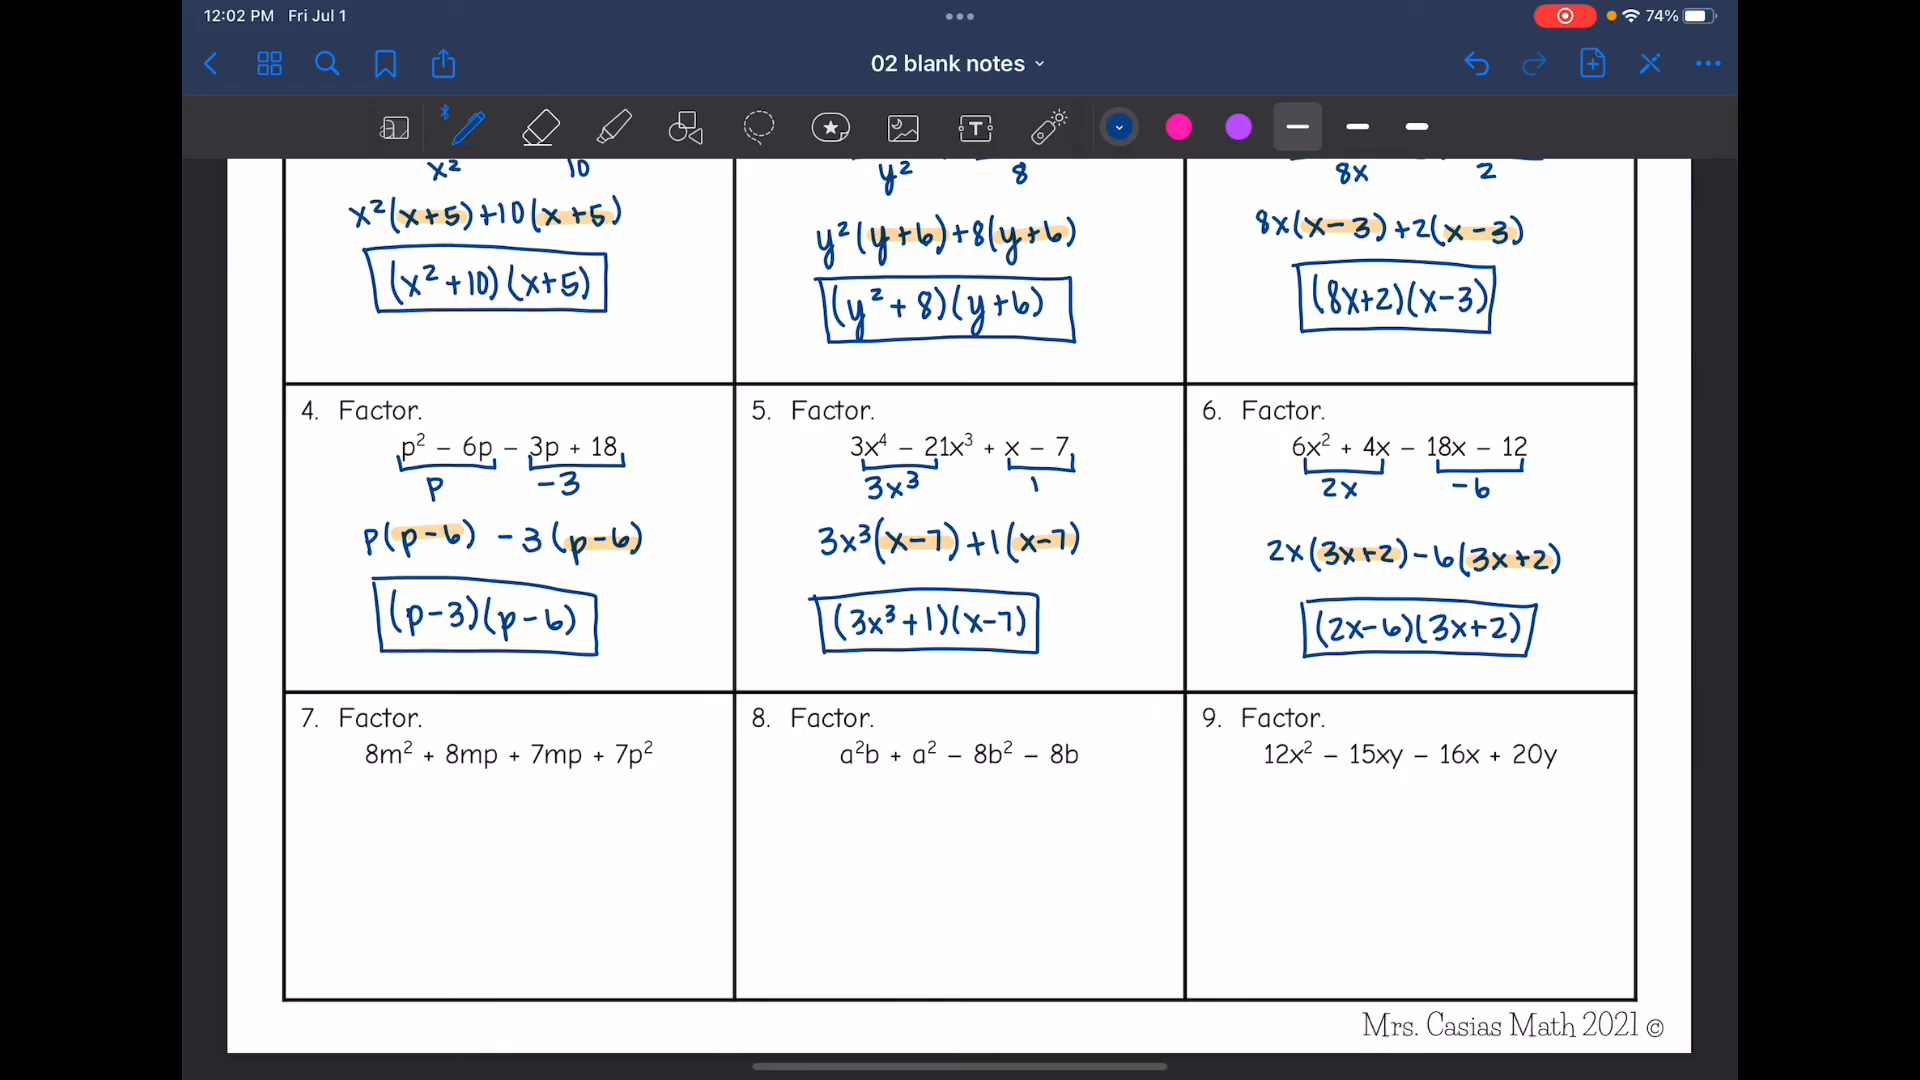 12:02 PM Fri Jul 1
74%
02 blank notes
x² 10
x²(x+5)+10(x+5)
(x²+10)(x+5)
y² 8
y²(y+6)+8(y+6)
(y²+8)(y+6)
8x 2
8x(x-3)+2(x-3)
(8x+2)(x-3)
4. Factor.
p² – 6p – 3p + 18
p -3
p(p-6) -3(p-6)
(p-3)(p-6)
5. Factor.
3x⁴ – 21x³ + x – 7
3x³ 1
3x³(x-7)+1(x-7)
(3x³+1)(x-7)
6. Factor.
6x² + 4x – 18x – 12
2x -6
2x(3x+2)-6(3x+2)
(2x-6)(3x+2)
7. Factor.
8m² + 8mp + 7mp + 7p²
8. Factor.
a²b + a² – 8b² – 8b
9. Factor.
12x² – 15xy – 16x + 20y
Mrs. Casias Math 2021 ©